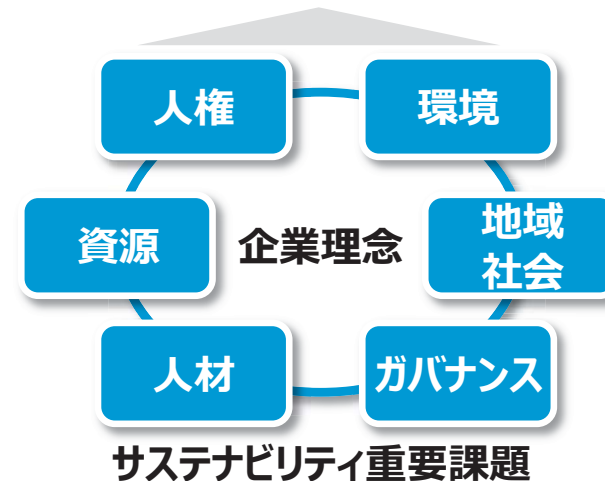 人権
環境
資源
企業理念
地域
社会
人材
ガバナンス
サステナビリティ重要課題